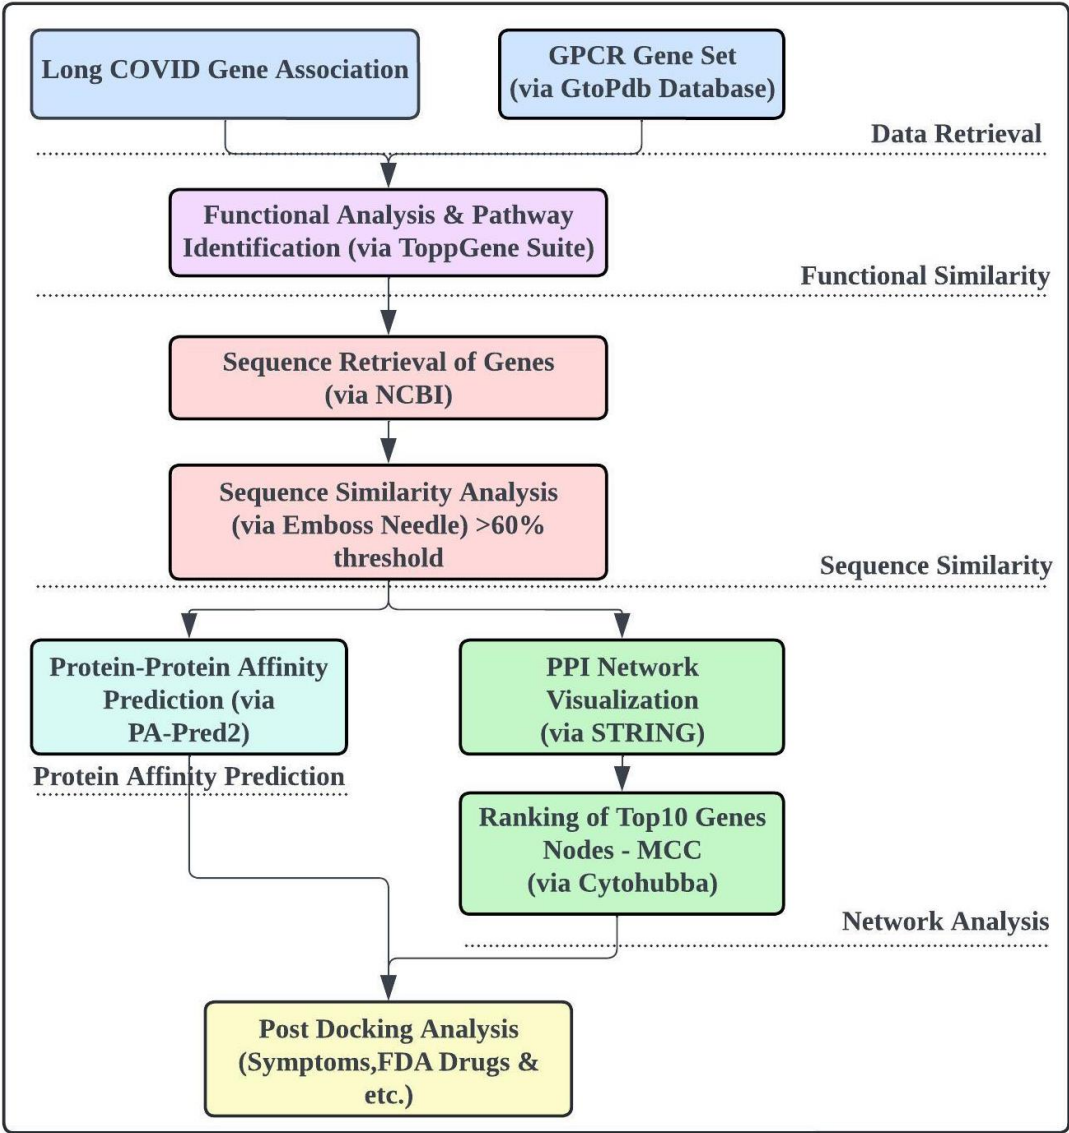 Long COVID Gene Association
GPCR Gene Set
(via GtoPdb Database)
Data Retrieval
Functional Analysis & Pathway
Identification (via ToppGene Suite)
Functional Similarity
Sequence Retrieval of Genes
(via NCBI)
Sequence Similarity Analysis
(via Emboss Needle) >60%
threshold
Sequence Similarity
Protein-Protein Affinity
Prediction (via
PA-Pred2)
Protein Affinity Prediction
PPI Network
Visualization
(via STRING)
Ranking of Top10 Genes
Nodes - MCC
(via Cytohubba)
Network Analysis
Post Docking Analysis
(Symptoms,FDA Drugs &
etc.)